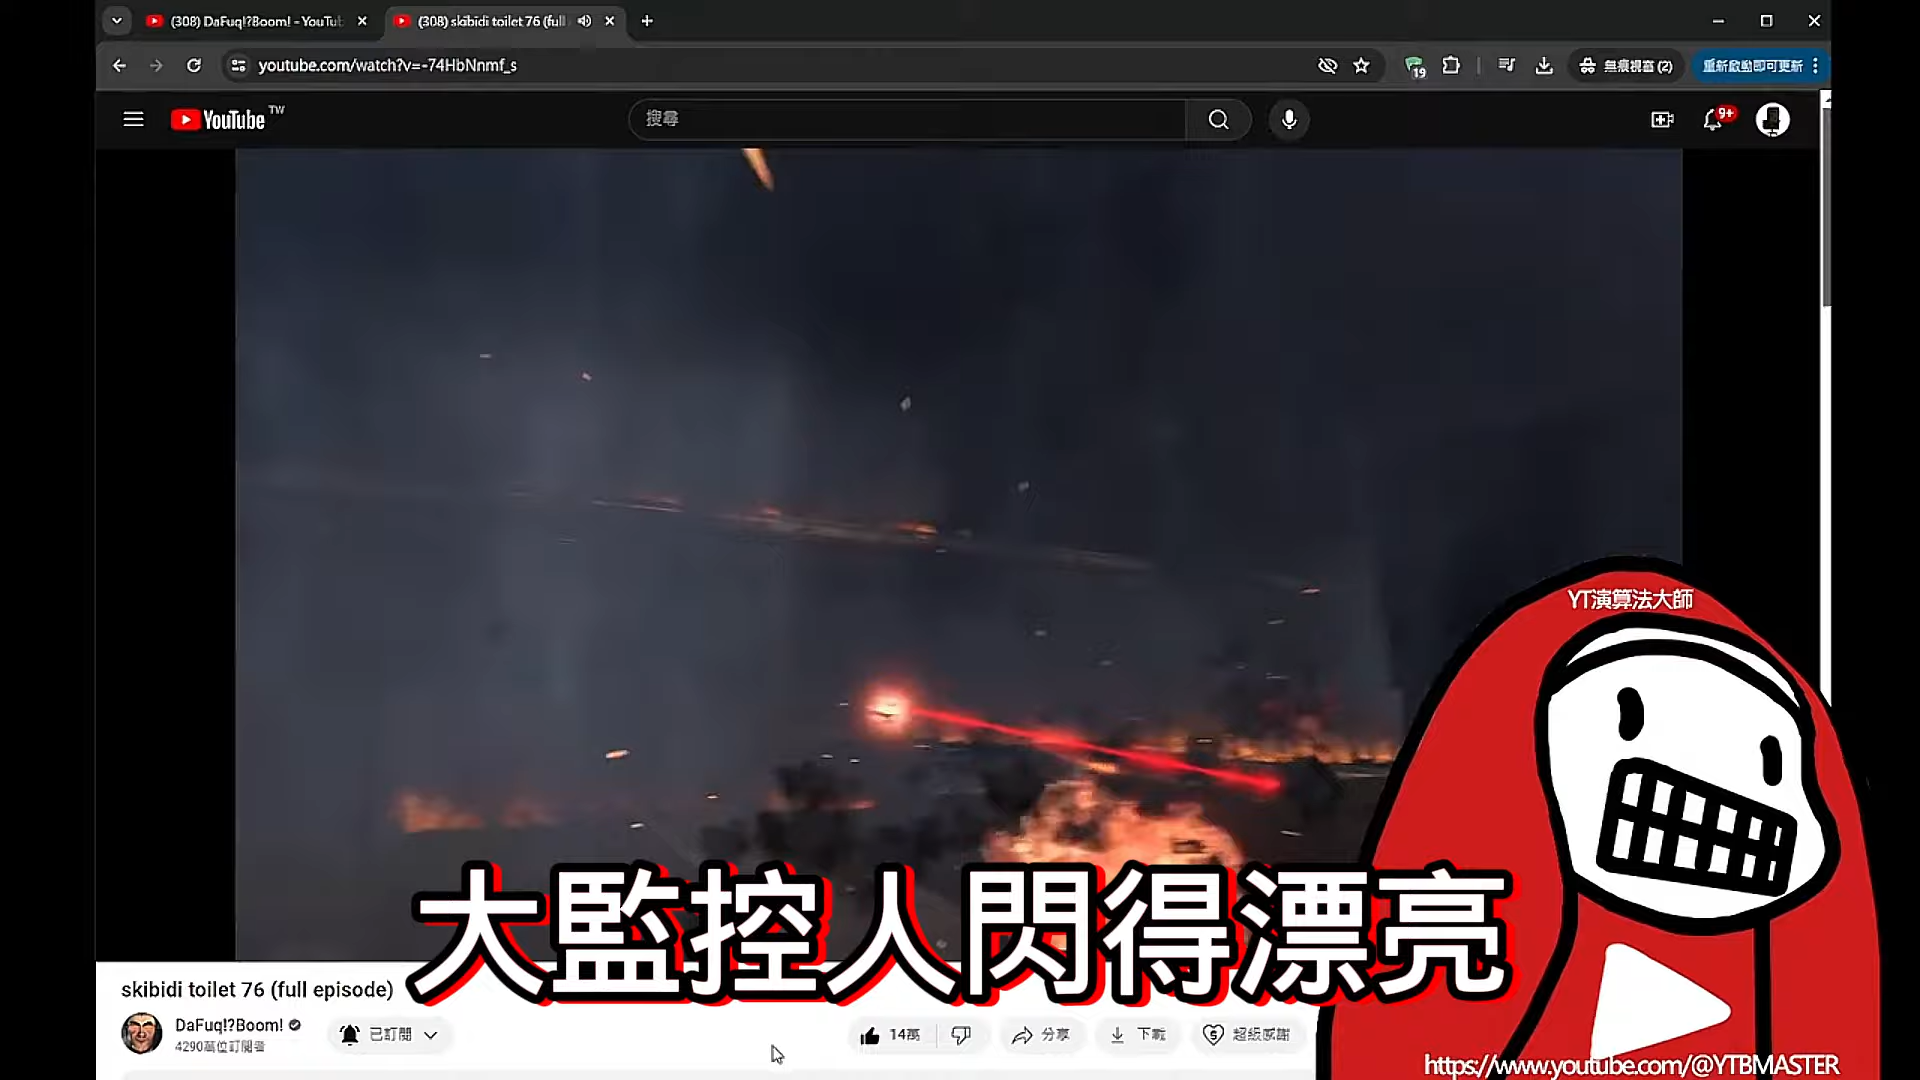 (308) DaFuq!?Boom! - YouTub
(308) skibidi toilet 76 (full
youtube.com/watch?v=-74HbNnmf_s
19
無痕視窗 (2)
重新啟動即可更新
YouTube TW
搜尋
9+
YT演算法大師
大監控人閃得漂亮
skibidi toilet 76 (full episode)
DaFuq!?Boom!
4290萬位訂閱者
已訂閱
14萬
分享
下載
超級感謝
https://www.youtube.com/@YTBMASTER